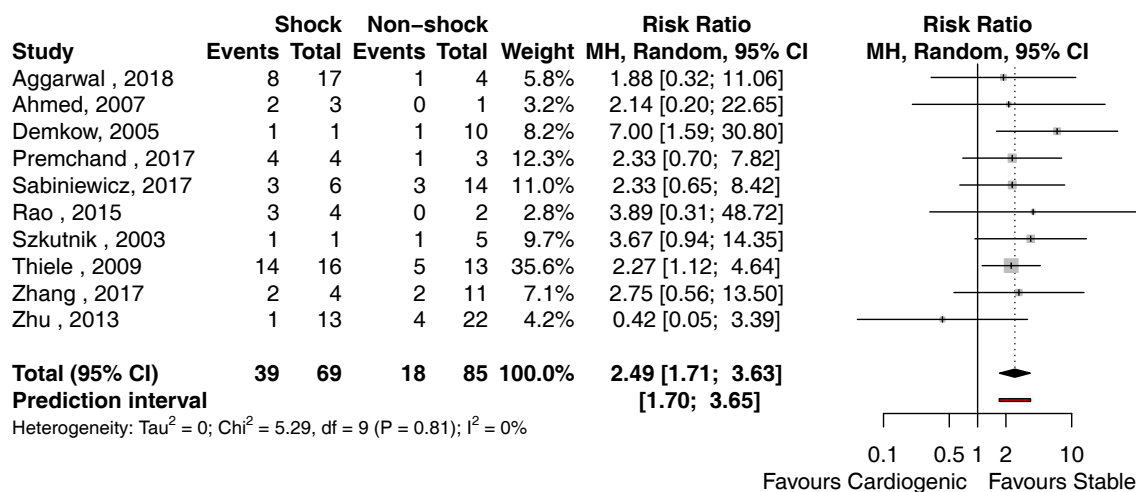 Shock Non−shock Risk Ratio Risk Ratio
Study Events Total Events Total Weight MH, Random, 95% CI MH, Random, 95% CI
Aggarwal , 2018 8 17 1 4 5.8% 1.88 [0.32; 11.06]
Ahmed, 2007 2 3 0 1 3.2% 2.14 [0.20; 22.65]
Demkow, 2005 1 1 1 10 8.2% 7.00 [1.59; 30.80]
Premchand , 2017 4 4 1 3 12.3% 2.33 [0.70; 7.82]
Sabiniewicz, 2017 3 6 3 14 11.0% 2.33 [0.65; 8.42]
Rao , 2015 3 4 0 2 2.8% 3.89 [0.31; 48.72]
Szkutnik , 2003 1 1 1 5 9.7% 3.67 [0.94; 14.35]
Thiele , 2009 14 16 5 13 35.6% 2.27 [1.12; 4.64]
Zhang , 2017 2 4 2 11 7.1% 2.75 [0.56; 13.50]
Zhu , 2013 1 13 4 22 4.2% 0.42 [0.05; 3.39]
Total (95% CI) 39 69 18 85 100.0% 2.49 [1.71; 3.63]
Prediction interval [1.70; 3.65]
Heterogeneity: Tau² = 0; Chi² = 5.29, df = 9 (P = 0.81); I² = 0%
0.1 0.5 1 2 10
Favours Cardiogenic Favours Stable